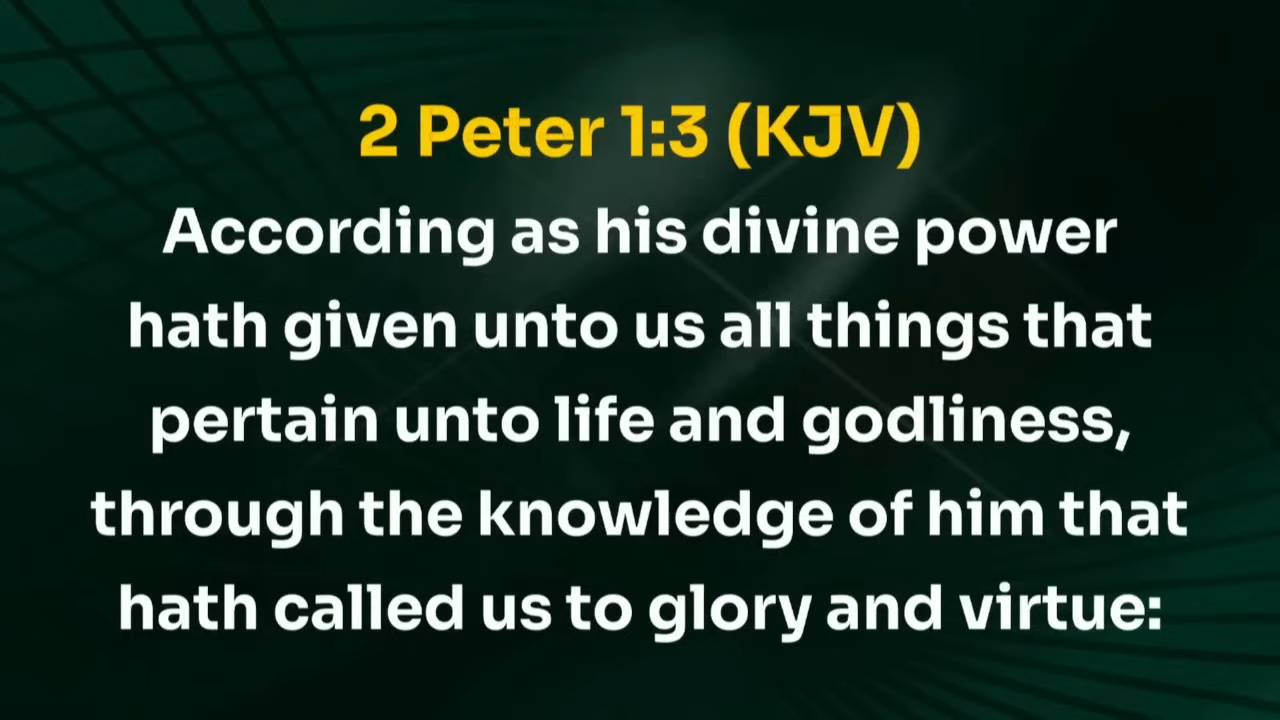 2 Peter 1:3 (KJV)
According as his divine power
hath given unto us all things that
pertain unto life and godliness,
through the knowledge of him that
hath called us to glory and virtue: